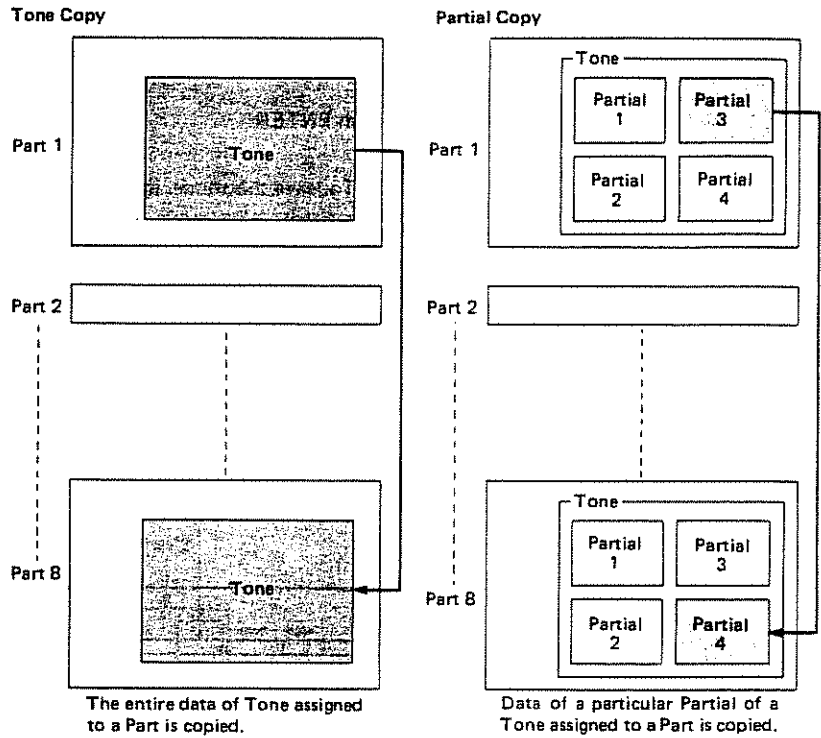 Tone Copy
Part 1
Tone
Part 2
Part 8
Tone
The entire data of Tone assigned
to a Part is copied.
Partial Copy
Part 1
Tone
Partial
1
Partial
3
Partial
2
Partial
4
Part 2
Part 8
Tone
Partial
1
Partial
3
Partial
2
Partial
4
Data of a particular Partial of a
Tone assigned to a Part is copied.